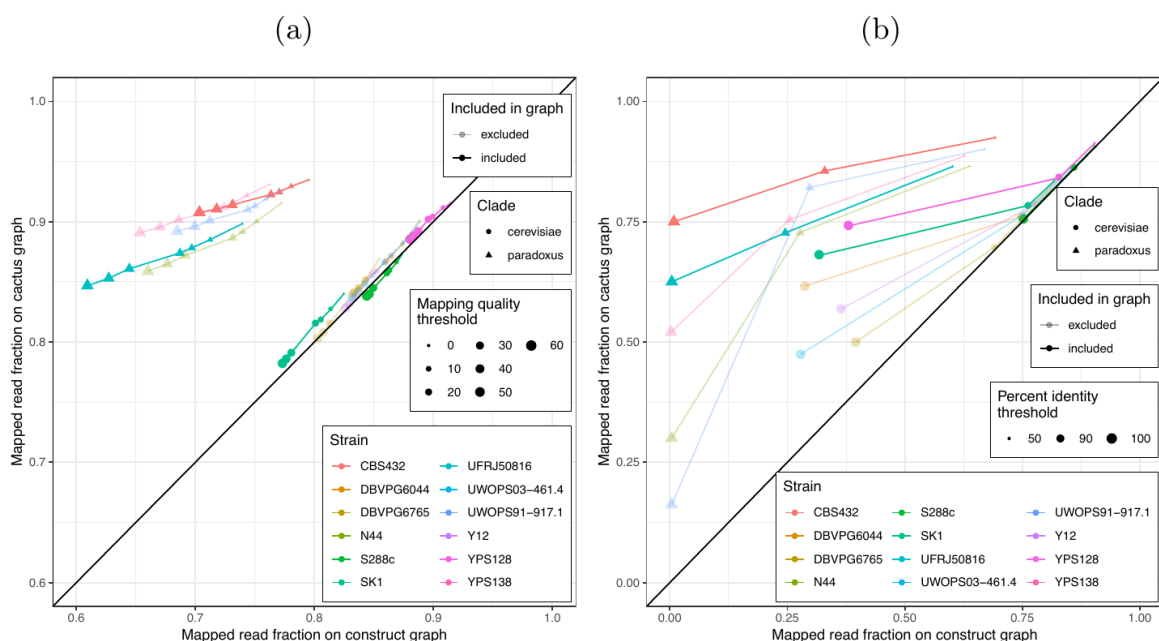 (a)
Mapped read fraction on cactus graph
1.0
0.9
0.8
0.7
0.6
0.6
0.7
0.8
0.9
1.0
Mapped read fraction on construct graph
Included in graph
excluded
included
Clade
cerevisiae
paradoxus
Mapping quality
threshold
0 30 60
10 40
20 50
Strain
CBS432 UFRJ50816
DBVPG6044 UWOPS03−461.4
DBVPG6765 UWOPS91−917.1
N44 Y12
S288c YPS128
SK1 YPS138
(b)
Mapped read fraction on cactus graph
1.00
0.75
0.50
0.25
0.00
0.00
0.25
0.50
0.75
1.00
Mapped read fraction on construct graph
Clade
cerevisiae
paradoxus
Included in graph
excluded
included
Percent identity
threshold
50 90 100
Strain
CBS432 S288c UWOPS91−917.1
DBVPG6044 SK1 Y12
DBVPG6765 UFRJ50816 YPS128
N44 UWOPS03−461.4 YPS138